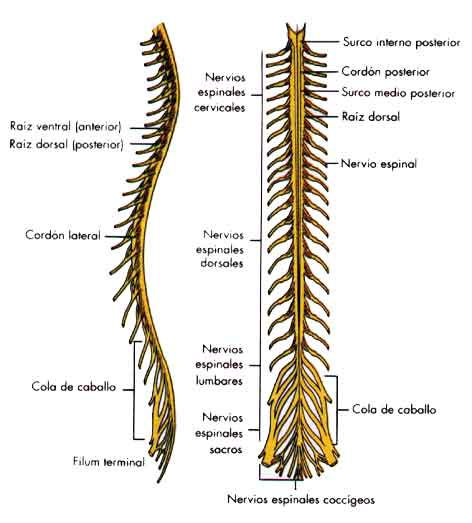 Raíz ventral (anterior)
Raíz dorsal (posterior)
Cordón lateral
Cola de caballo
Filum terminal
Nervios
espinales
cervicales
Nervios
espinales
dorsales
Nervios
espinales
lumbares
Nervios
espinales
sacros
Surco interno posterior
Cordón posterior
Surco medio posterior
Raíz dorsal
Nervio espinal
Cola de caballo
Nervios espinales coccígeos